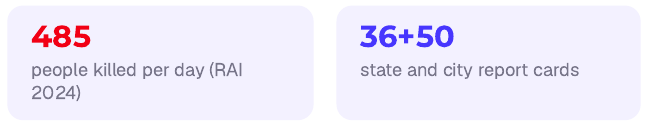 485
people killed per day (RAI
2024)
36+50
state and city report cards